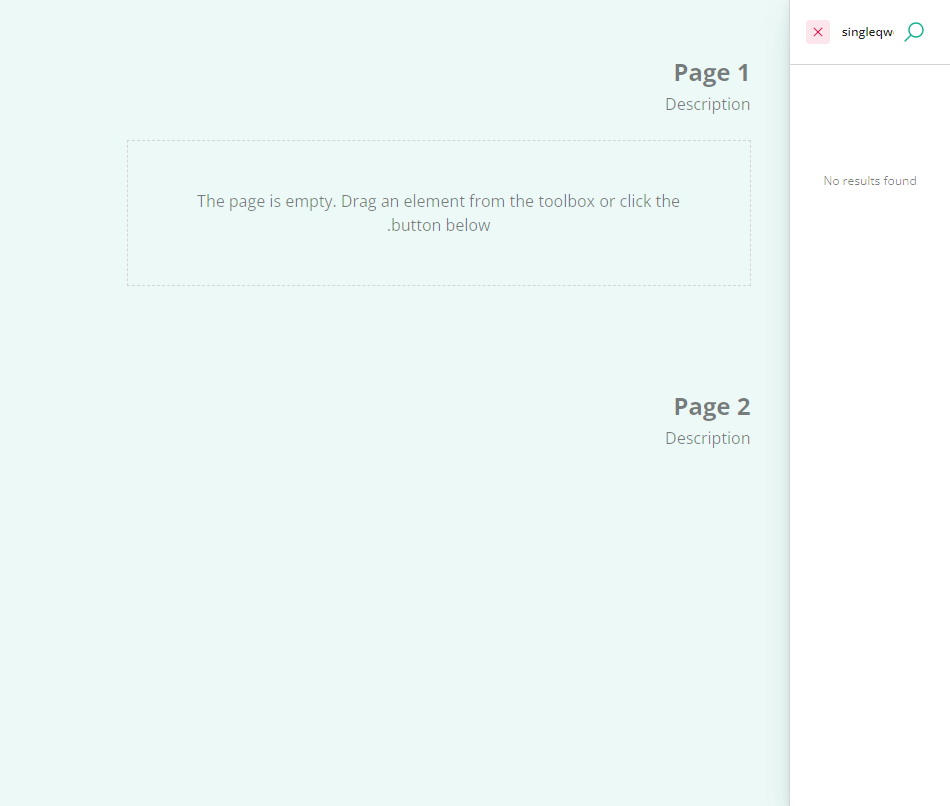 Page 1
Description
The page is empty. Drag an element from the toolbox or click the
.button below
Page 2
Description
singleqw
No results found